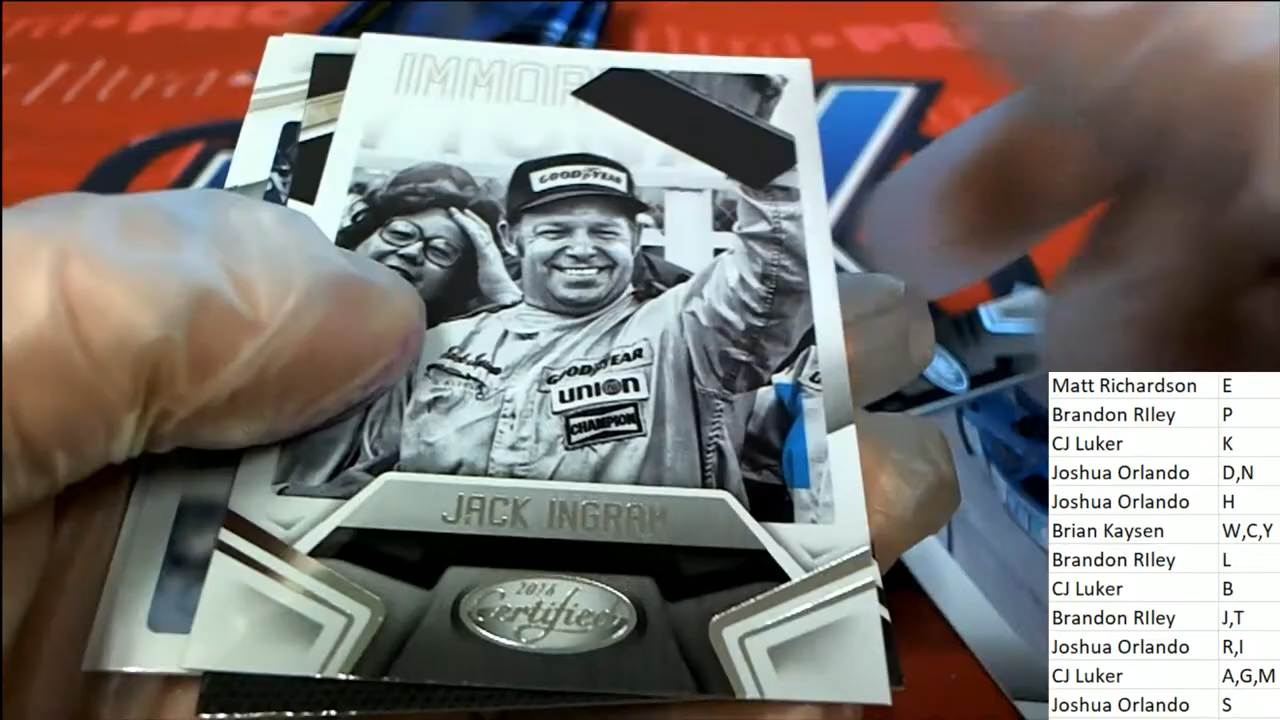 IMMOR
GOODYEAR
GOODYEAR
UNION
CHAMPION
JACK INGRAM
2016
Certified
Matt Richardson E
Brandon RIley P
CJ Luker K
Joshua Orlando D,N
Joshua Orlando H
Brian Kaysen W,C,Y
Brandon RIley L
CJ Luker B
Brandon RIley J,T
Joshua Orlando R,I
CJ Luker A,G,M
Joshua Orlando S